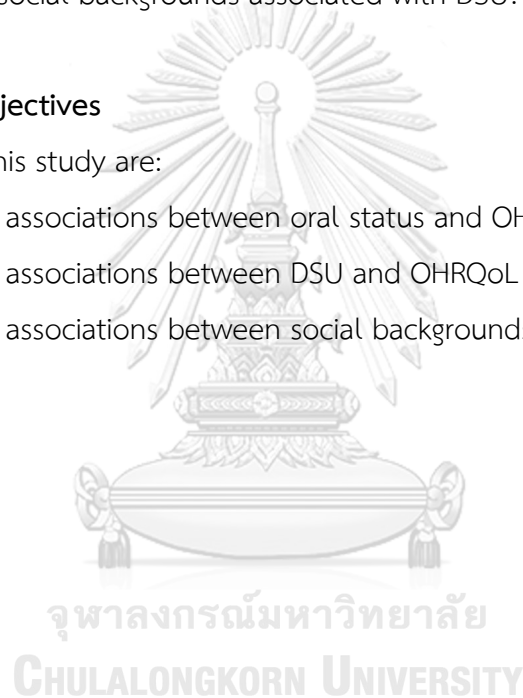 social backgrounds associated with DSU?
jectives
his study are:
associations between oral status and OH
associations between DSU and OHRQoL
associations between social background
จุฬาลงกรณ์มหาวิทยาลัย
CHULALONGKORN UNIVERSITY